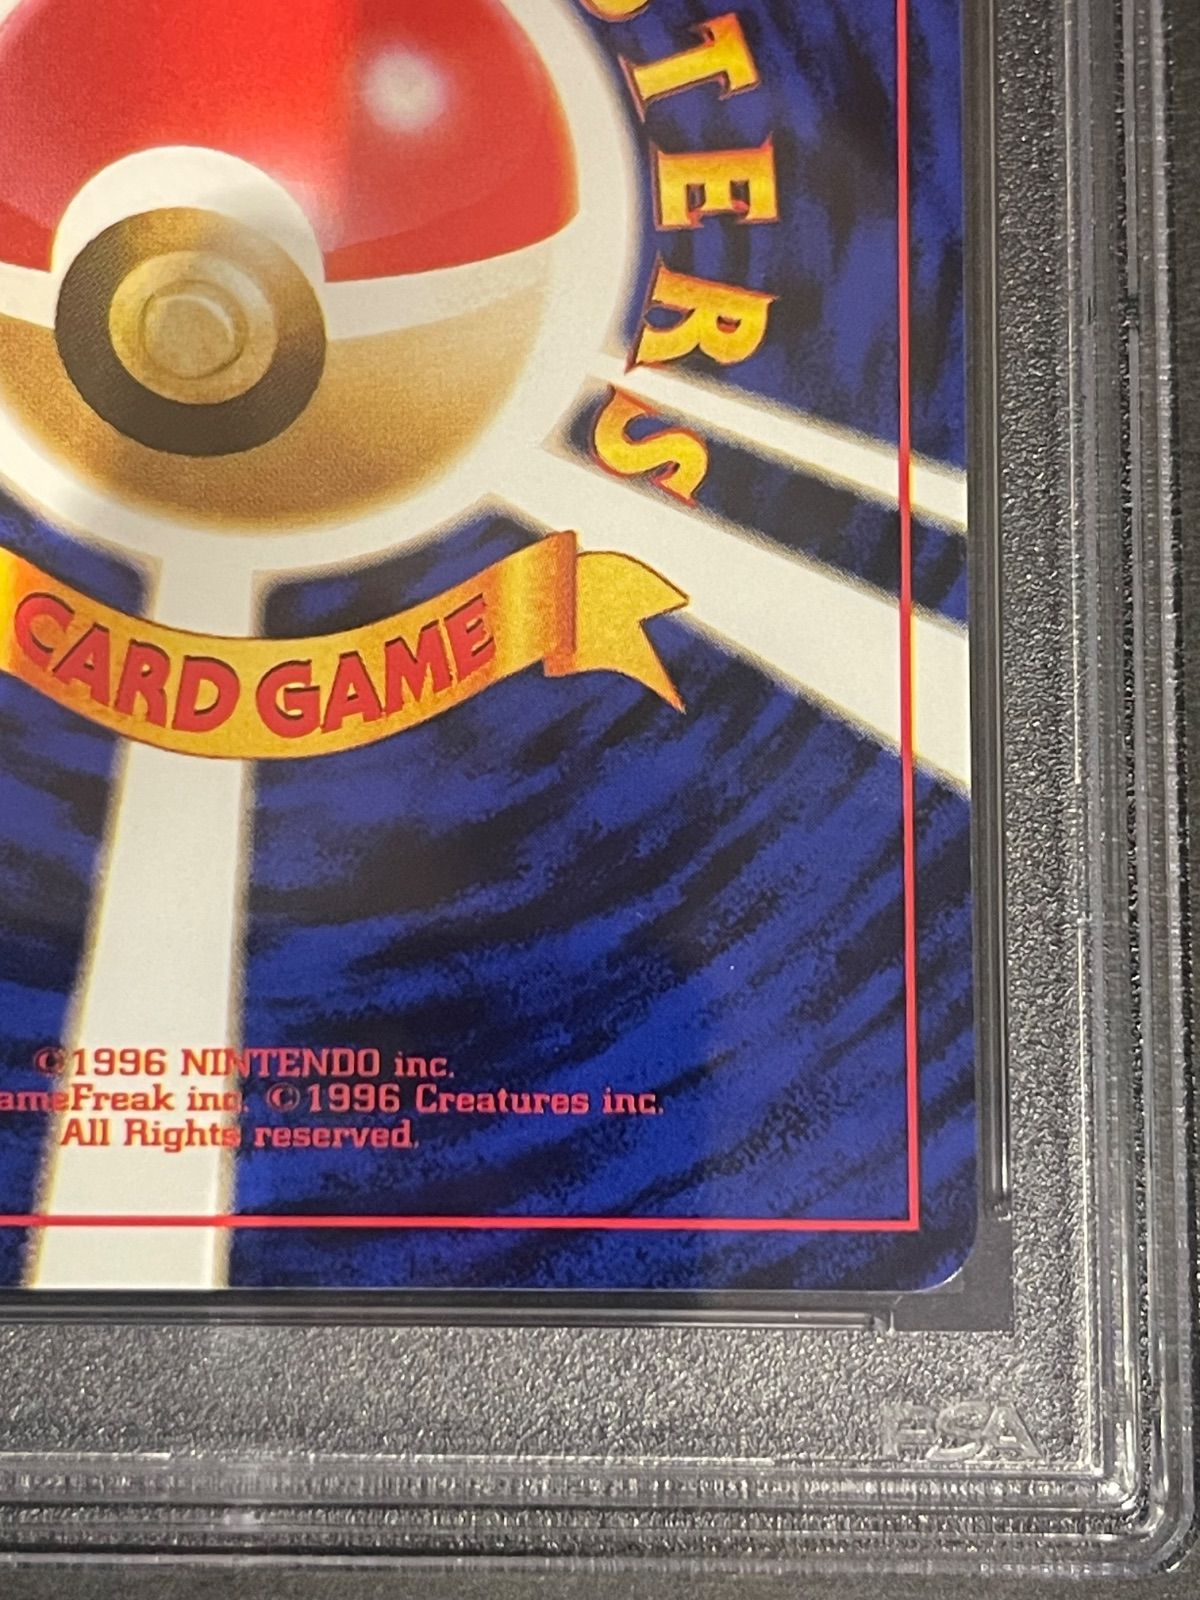 TERS
CARD GAME
©1996 NINTENDO inc.
ameFreak inc. ©1996 Creatures inc.
All Rights reserved.
PSA